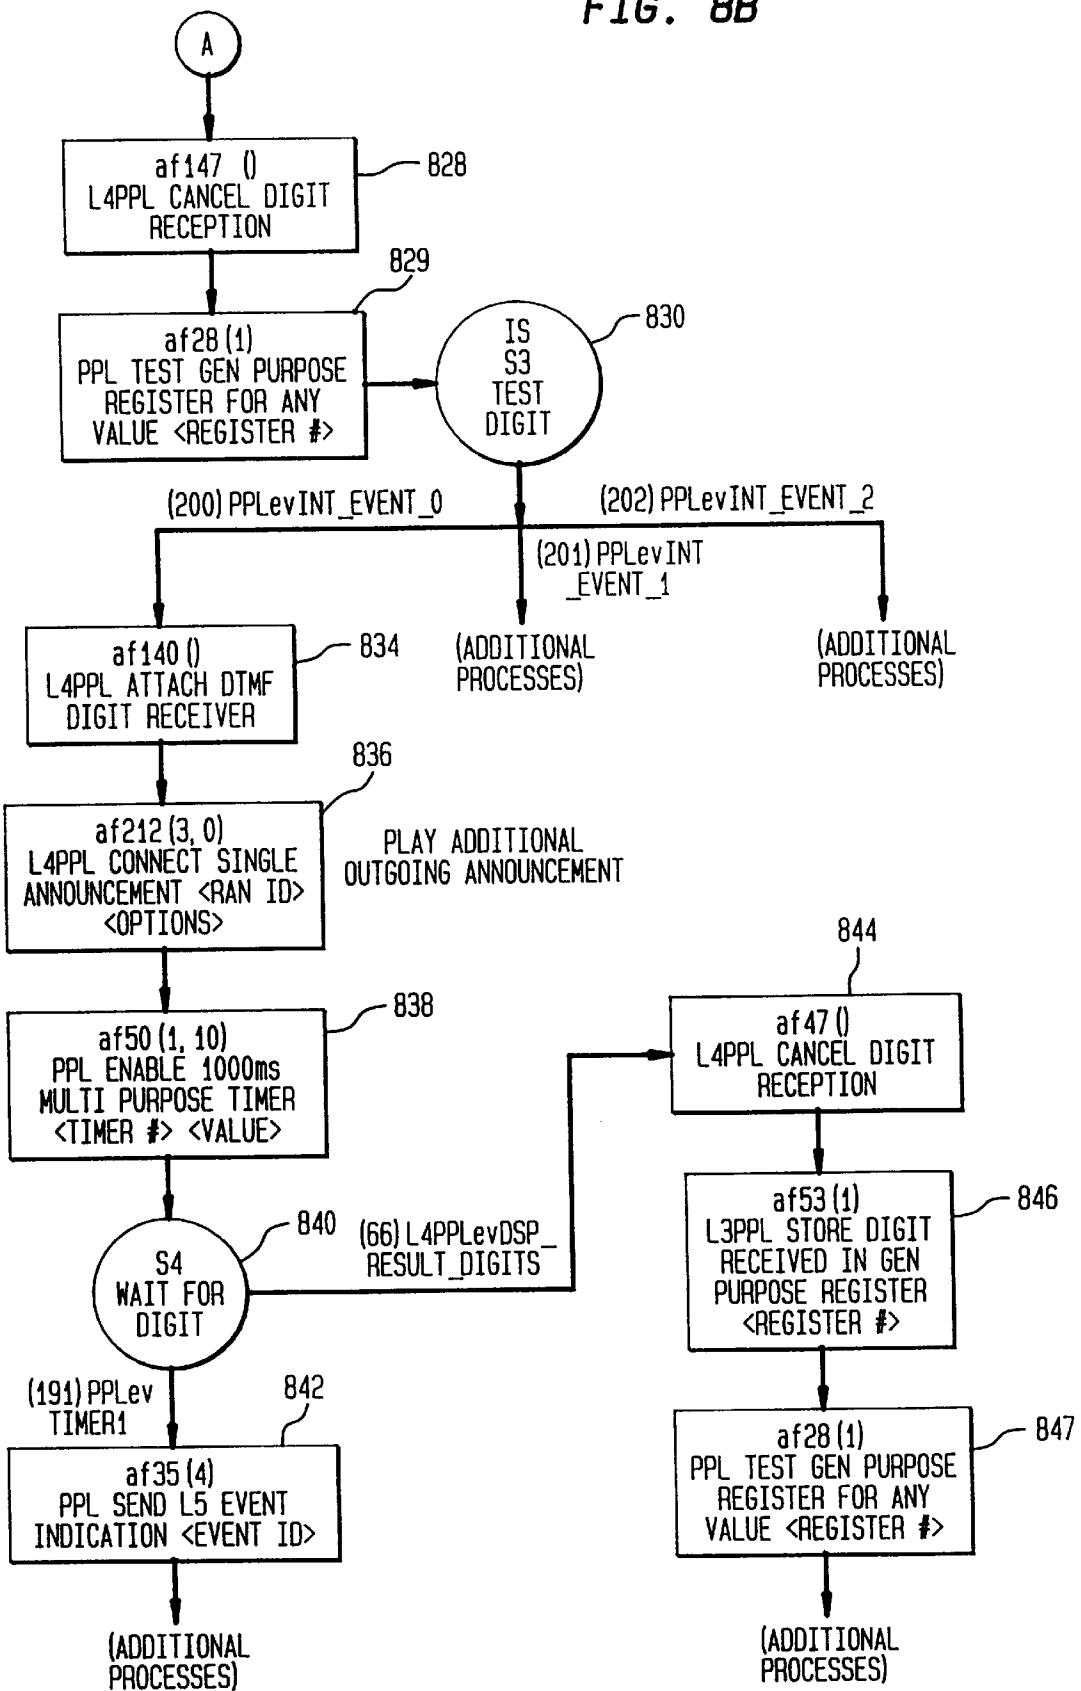 FIG. 8B
A
af147 ()
L4PPL CANCEL DIGIT
RECEPTION
828
829
af28(1)
PPL TEST GEN PURPOSE
REGISTER FOR ANY
VALUE <REGISTER #>
IS
S3
TEST
DIGIT
830
(200) PPLevINT_EVENT_0
(202) PPLevINT_EVENT_2
(201) PPLevINT
_EVENT_1
(ADDITIONAL
PROCESSES)
(ADDITIONAL
PROCESSES)
af140()
L4PPL ATTACH DTMF
DIGIT RECEIVER
834
836
af212(3,0)
L4PPL CONNECT SINGLE
ANNOUNCEMENT <RAN ID>
<OPTIONS>
PLAY ADDITIONAL
OUTGOING ANNOUNCEMENT
838
af50(1,10)
PPL ENABLE 1000ms
MULTI PURPOSE TIMER
<TIMER #> <VALUE>
844
af47()
L4PPL CANCEL DIGIT
RECEPTION
840
S4
WAIT FOR
DIGIT
(66) L4PPLevDSP_
RESULT_DIGITS
846
af53(1)
L3PPL STORE DIGIT
RECEIVED IN GEN
PURPOSE REGISTER
<REGISTER #>
(191) PPLev
TIMER1
842
af35(4)
PPL SEND L5 EVENT
INDICATION <EVENT ID>
847
af28(1)
PPL TEST GEN PURPOSE
REGISTER FOR ANY
VALUE <REGISTER #>
(ADDITIONAL
PROCESSES)
(ADDITIONAL
PROCESSES)